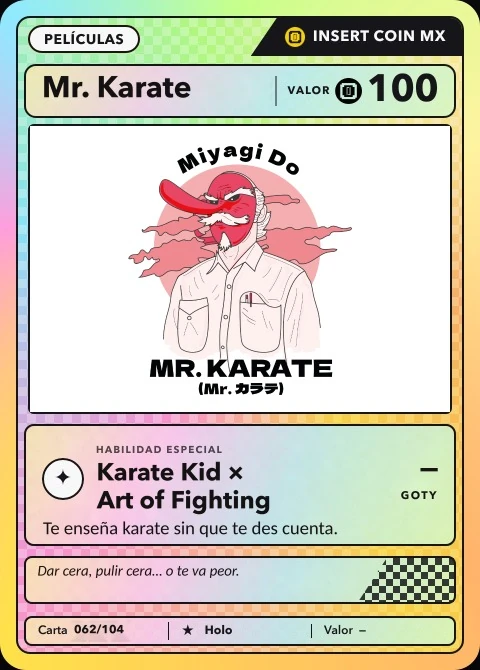 PELÍCULAS
INSERT COIN MX
Mr. Karate
VALOR 100
Miyagi Do
MR. KARATE
(Mr. カラテ)
HABILIDAD ESPECIAL
Karate Kid ×
Art of Fighting
—
GOTY
Te enseña karate sin que te des cuenta.
Dar cera, pulir cera... o te va peor.
Carta 062/104 ★ Holo Valor –